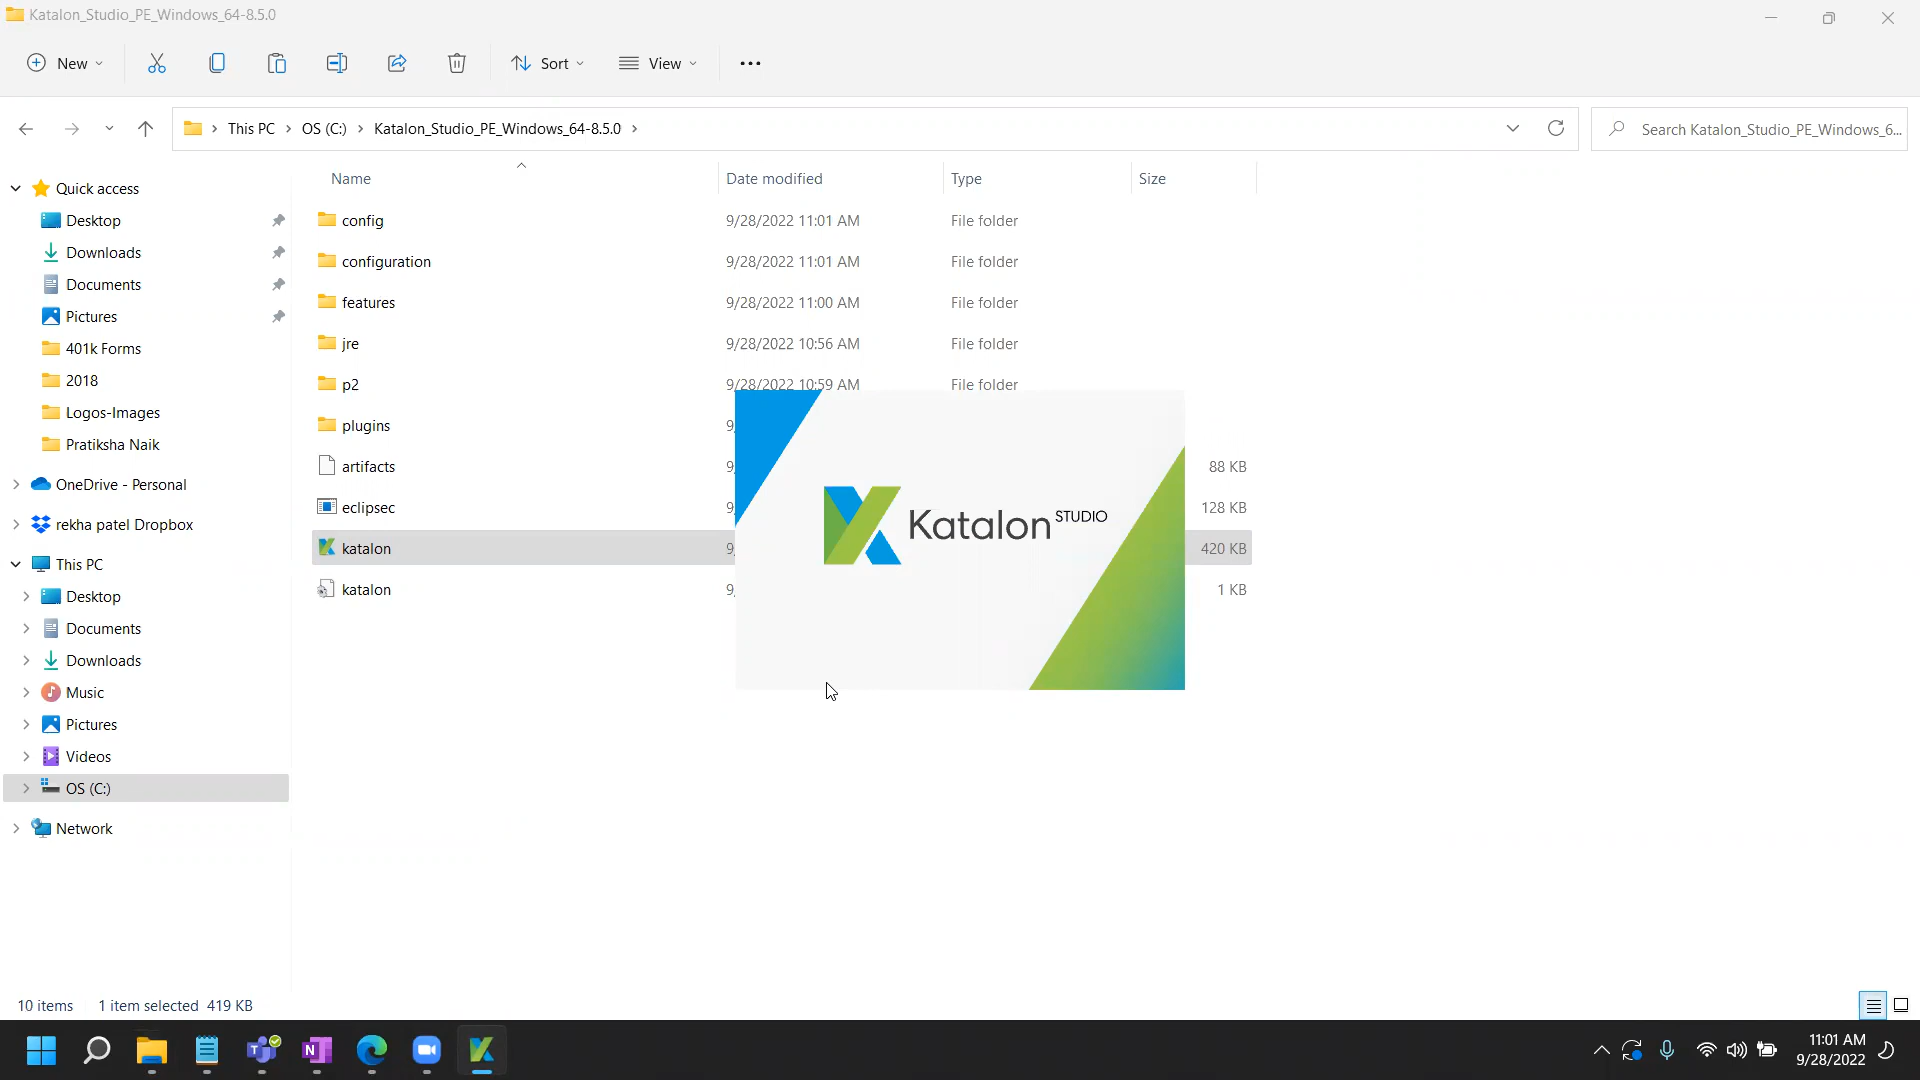 Katalon_Studio_PE_Windows_64-8.5.0
New
Sort
View
This PC > OS (C:) > Katalon_Studio_PE_Windows_64-8.5.0 >
Search Katalon_Studio_PE_Windows_6...
Name Date modified Type Size
Quick access
Desktop
Downloads
Documents
Pictures
401k Forms
2018
Logos-Images
Pratiksha Naik
OneDrive - Personal
rekha patel Dropbox
This PC
Desktop
Documents
Downloads
Music
Pictures
Videos
OS (C:)
Network
config 9/28/2022 11:01 AM File folder
configuration 9/28/2022 11:01 AM File folder
features 9/28/2022 11:00 AM File folder
jre 9/28/2022 10:56 AM File folder
p2 9/28/2022 10:59 AM File folder
plugins 9/
artifacts 9/ 88 KB
eclipsec 9/ 128 KB
katalon 9/ 420 KB
katalon 9/ 1 KB
Katalon STUDIO
10 items 1 item selected 419 KB
11:01 AM
9/28/2022